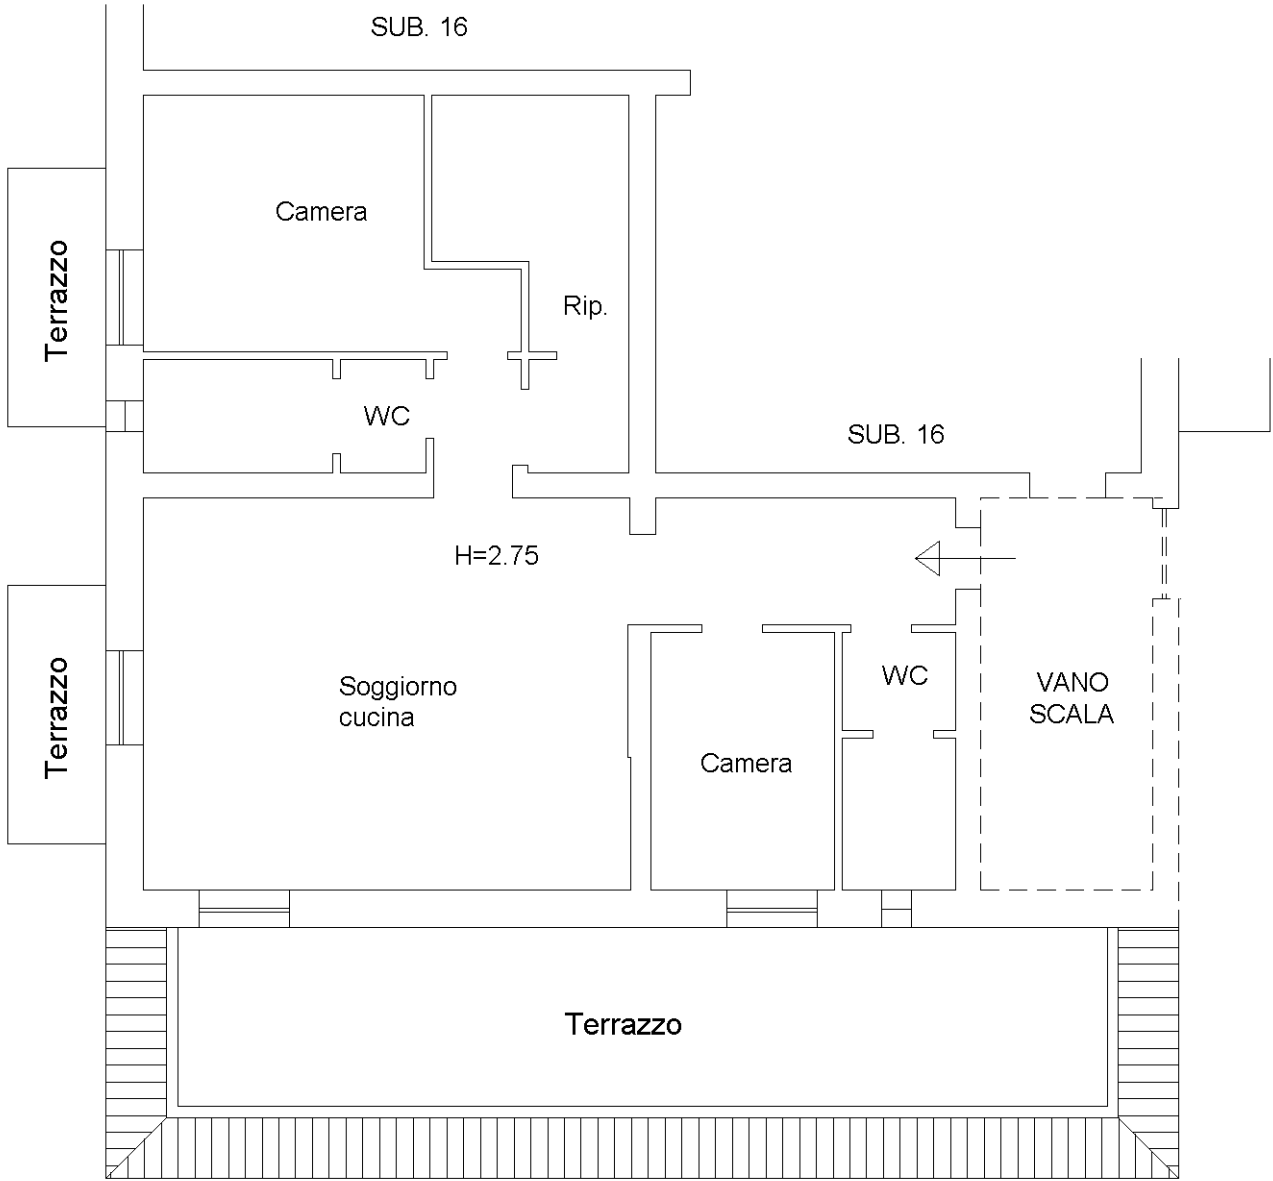 SUB. 16
Camera
Terrazzo
Rip.
WC
SUB. 16
H=2.75
Soggiorno
cucina
Terrazzo
WC
VANO
SCALA
Camera
Terrazzo